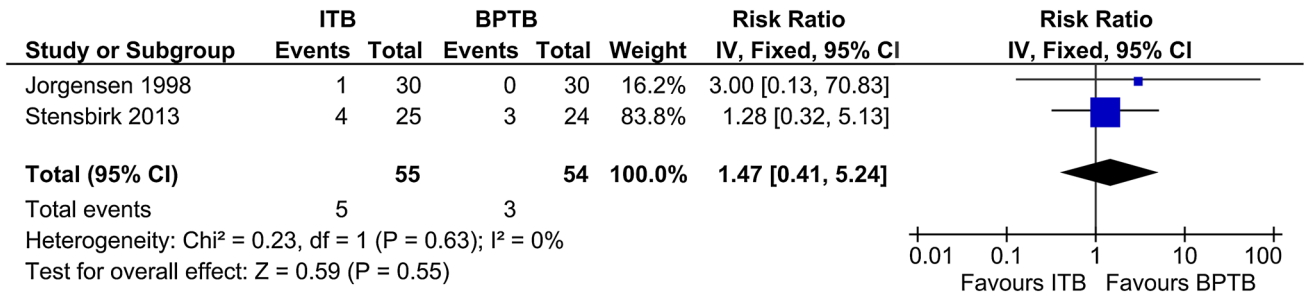 ITB BPTB Risk Ratio Risk Ratio
Study or Subgroup Events Total Events Total Weight IV, Fixed, 95% CI IV, Fixed, 95% CI
Jorgensen 1998 1 30 0 30 16.2% 3.00 [0.13, 70.83]
Stensbirk 2013 4 25 3 24 83.8% 1.28 [0.32, 5.13]
Total (95% CI) 55 54 100.0% 1.47 [0.41, 5.24]
Total events 5 3
Heterogeneity: Chi² = 0.23, df = 1 (P = 0.63); I² = 0%
Test for overall effect: Z = 0.59 (P = 0.55)
0.01 0.1 1 10 100
Favours ITB Favours BPTB